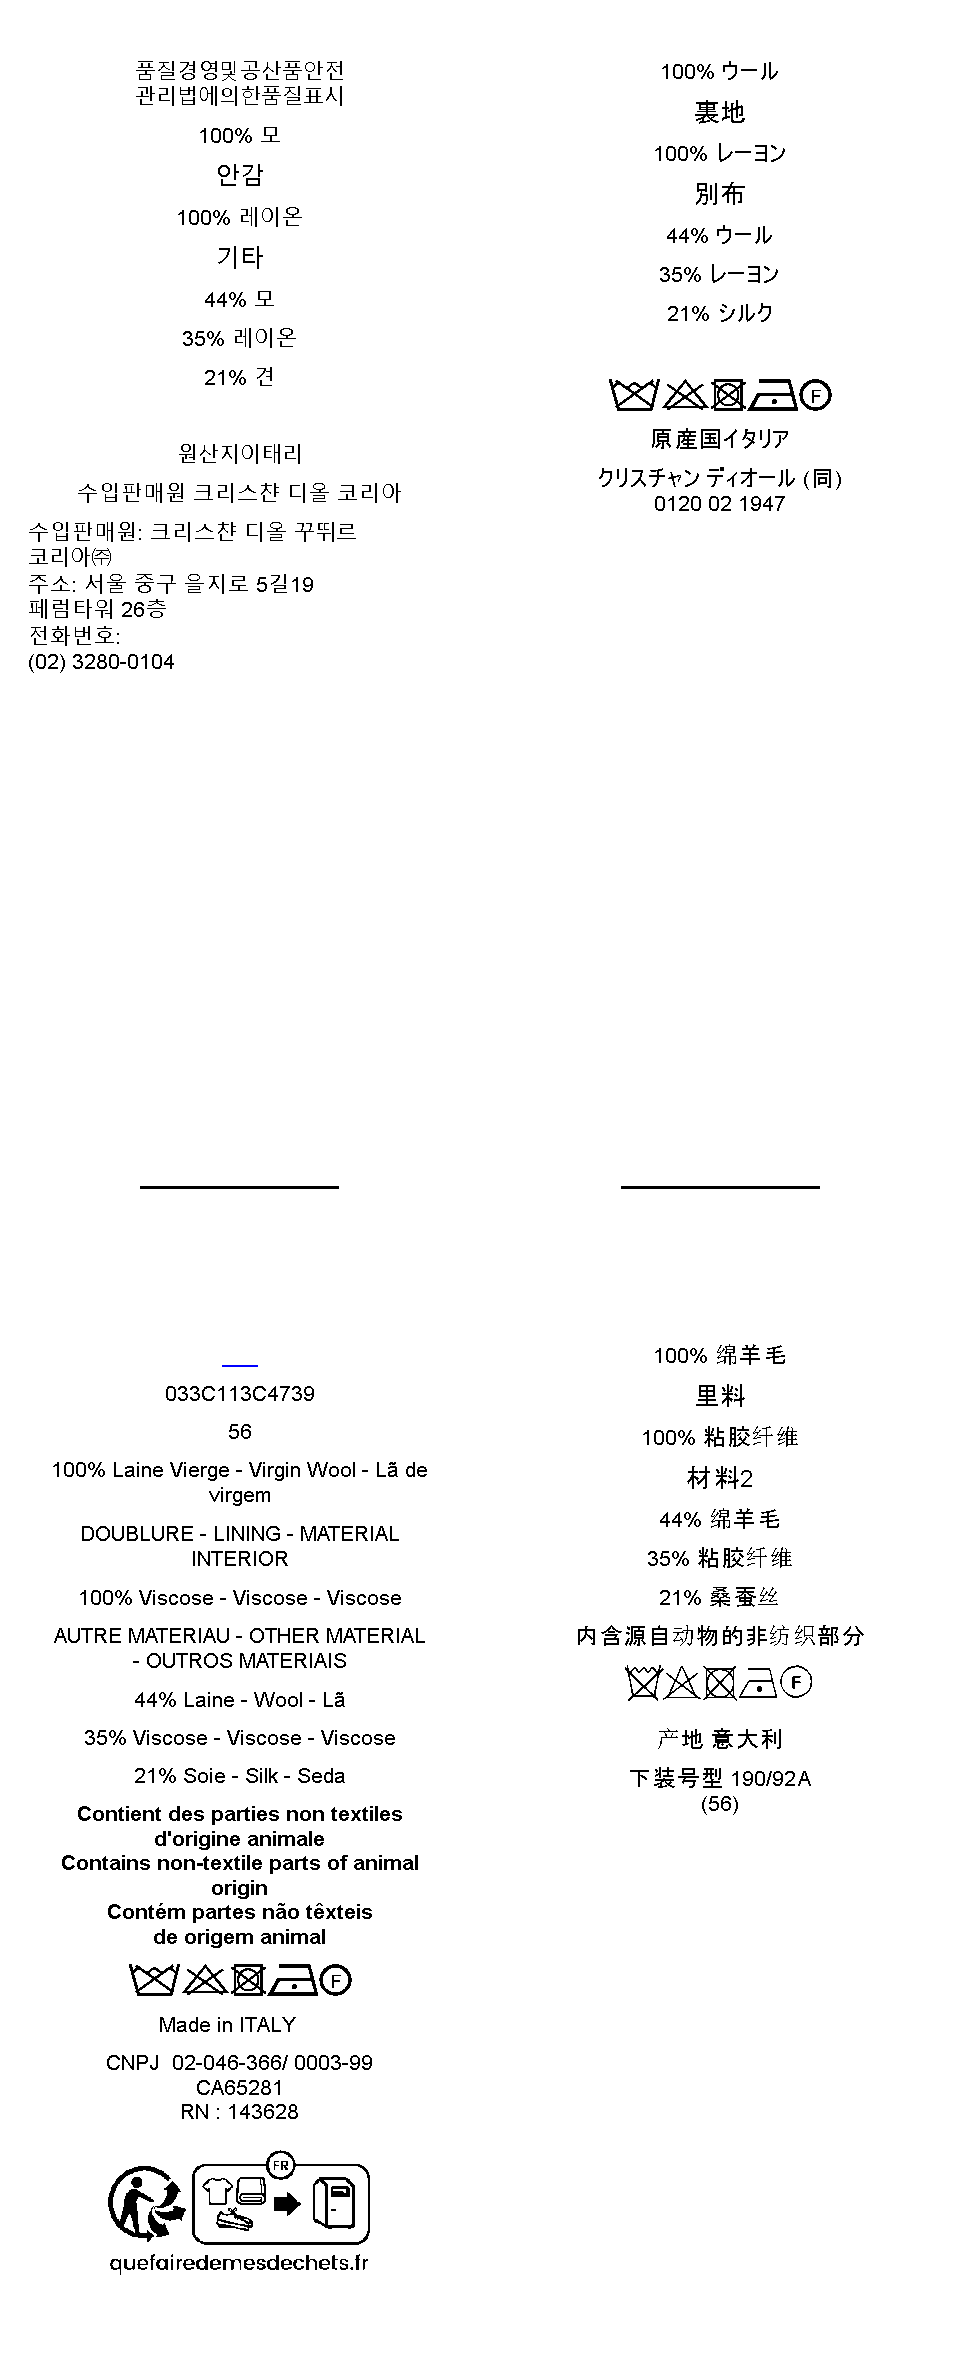 품질경영및공산품안전
관리법에의한품질표시
100% 모
안감
100% 레이온
기타
44% 모
35% 레이온
21% 견
원산지이태리
수입판매원 크리스챤 디올 코리아
수입판매원: 크리스챤 디올 꾸뛰르
코리아㈜
주소: 서울 중구 을지로 5길19
페럼타워 26층
전화번호:
(02) 3280-0104
100% ウール
裏地
100% レーヨン
別布
44% ウール
35% レーヨン
21% シルク
F
原産国イタリア
クリスチャン ディオール (同)
0120 02 1947
033C113C4739
56
100% Laine Vierge - Virgin Wool - Lã de
virgem
DOUBLURE - LINING - MATERIAL
INTERIOR
100% Viscose - Viscose - Viscose
AUTRE MATERIAU - OTHER MATERIAL
- OUTROS MATERIAIS
44% Laine - Wool - Lã
35% Viscose - Viscose - Viscose
21% Soie - Silk - Seda
Contient des parties non textiles
d'origine animale
Contains non-textile parts of animal
origin
Contém partes não têxteis
de origem animal
F
Made in ITALY
CNPJ 02-046-366/ 0003-99
CA65281
RN : 143628
FR
quefairedemesdechets.fr
100% 绵羊毛
里料
100% 粘胶纤维
材料2
44% 绵羊毛
35% 粘胶纤维
21% 桑蚕丝
内含源自动物的非纺织部分
F
产地 意大利
下装号型 190/92A
(56)